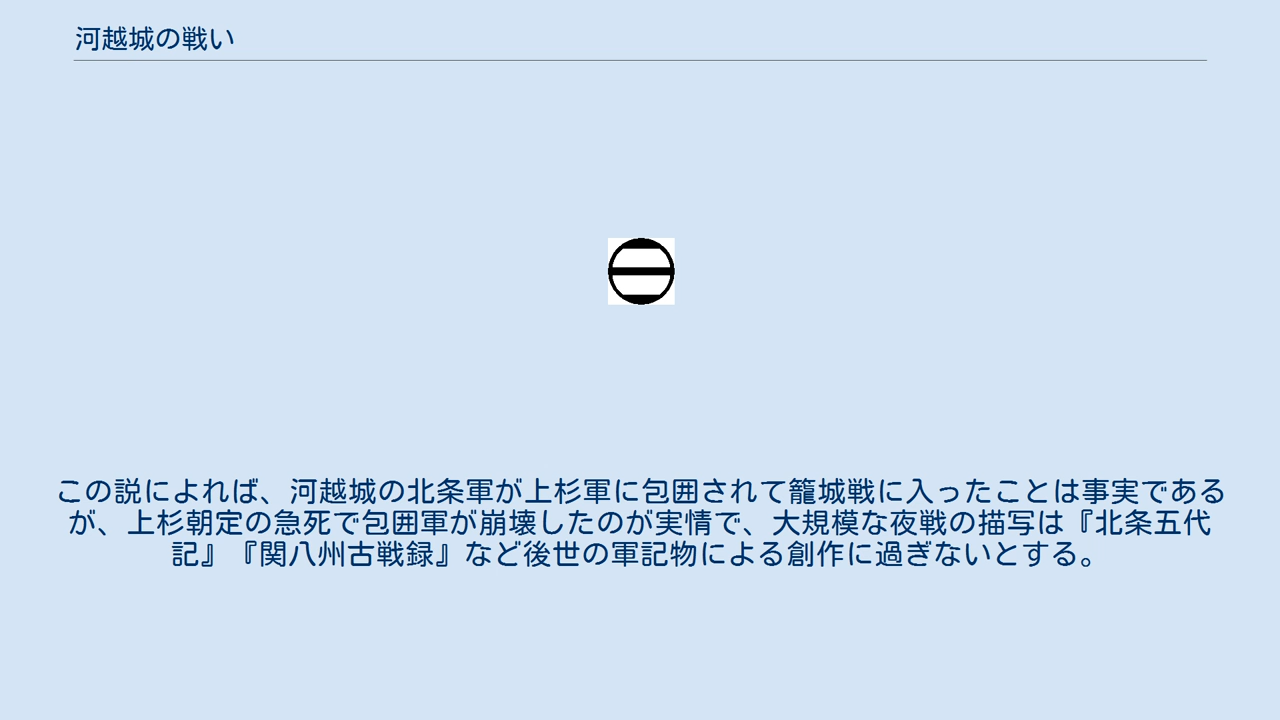 河越城の戦い
この説によれば、河越城の北条軍が上杉軍に包囲されて籠城戦に入ったことは事実である
が、上杉朝定の急死で包囲軍が崩壊したのが実情で、大規模な夜戦の描写は『北条五代
記』『関八州古戦録』など後世の軍記物による創作に過ぎないとする。